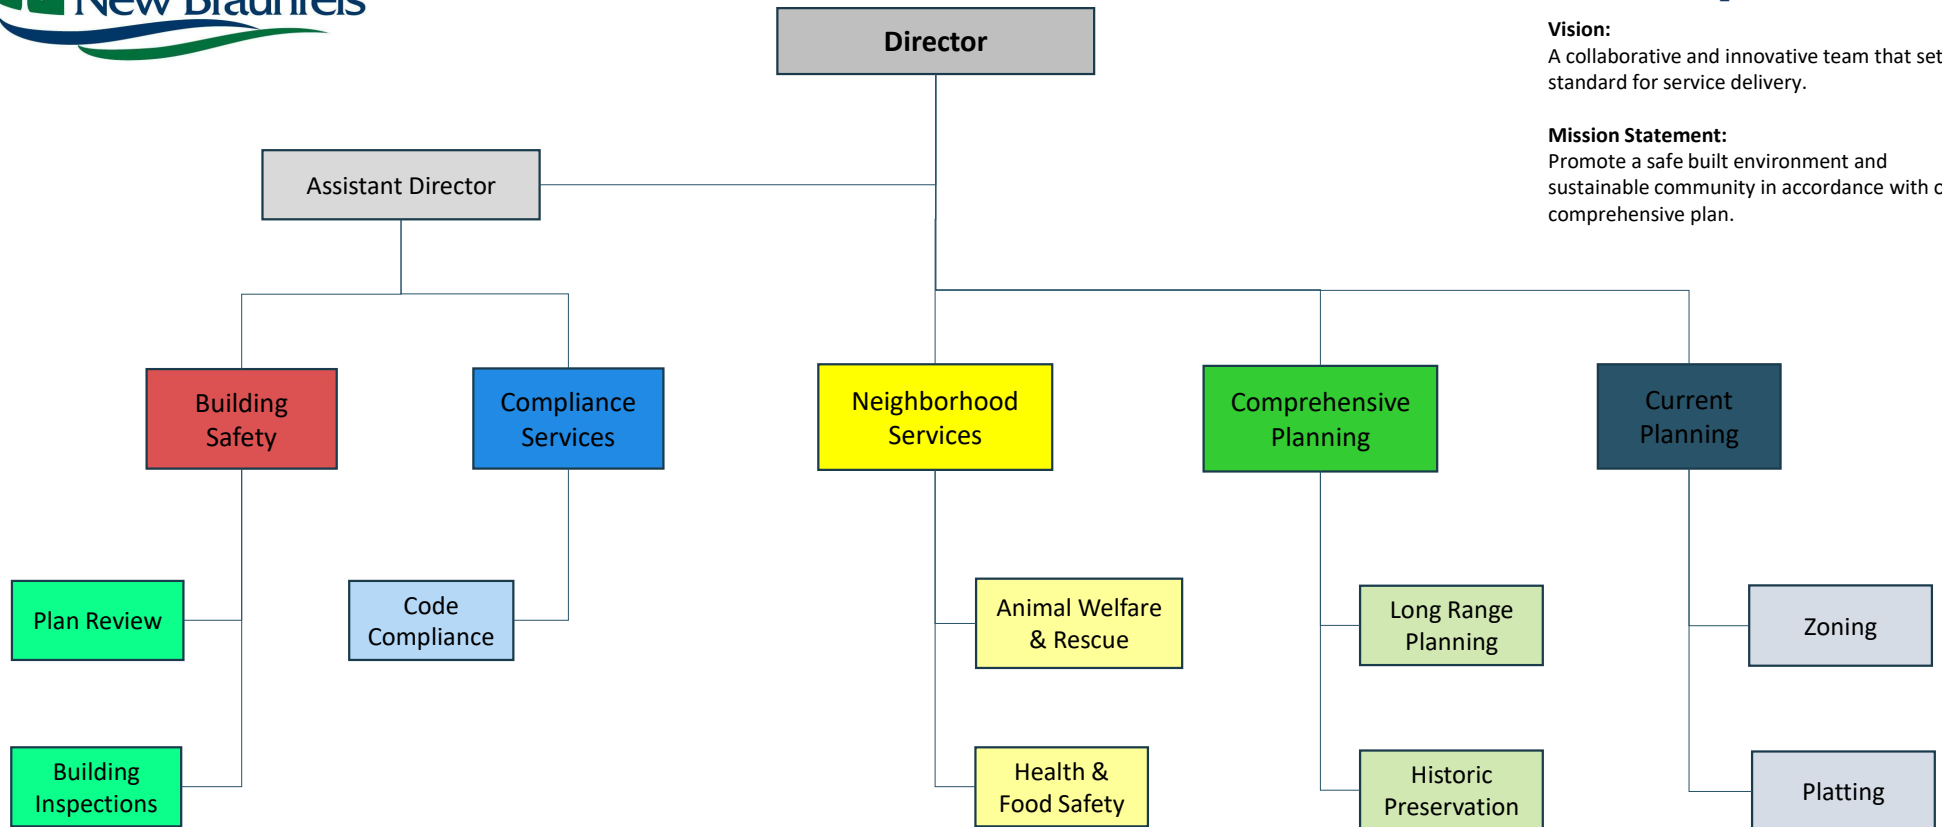 New Braunfels
Director
Vision:
A collaborative and innovative team that set
standard for service delivery.
Mission Statement:
Promote a safe built environment and
sustainable community in accordance with o
comprehensive plan.
Assistant Director
Building
Safety
Compliance
Services
Neighborhood
Services
Comprehensive
Planning
Current
Planning
Plan Review
Code
Compliance
Animal Welfare
& Rescue
Long Range
Planning
Zoning
Building
Inspections
Health &
Food Safety
Historic
Preservation
Platting